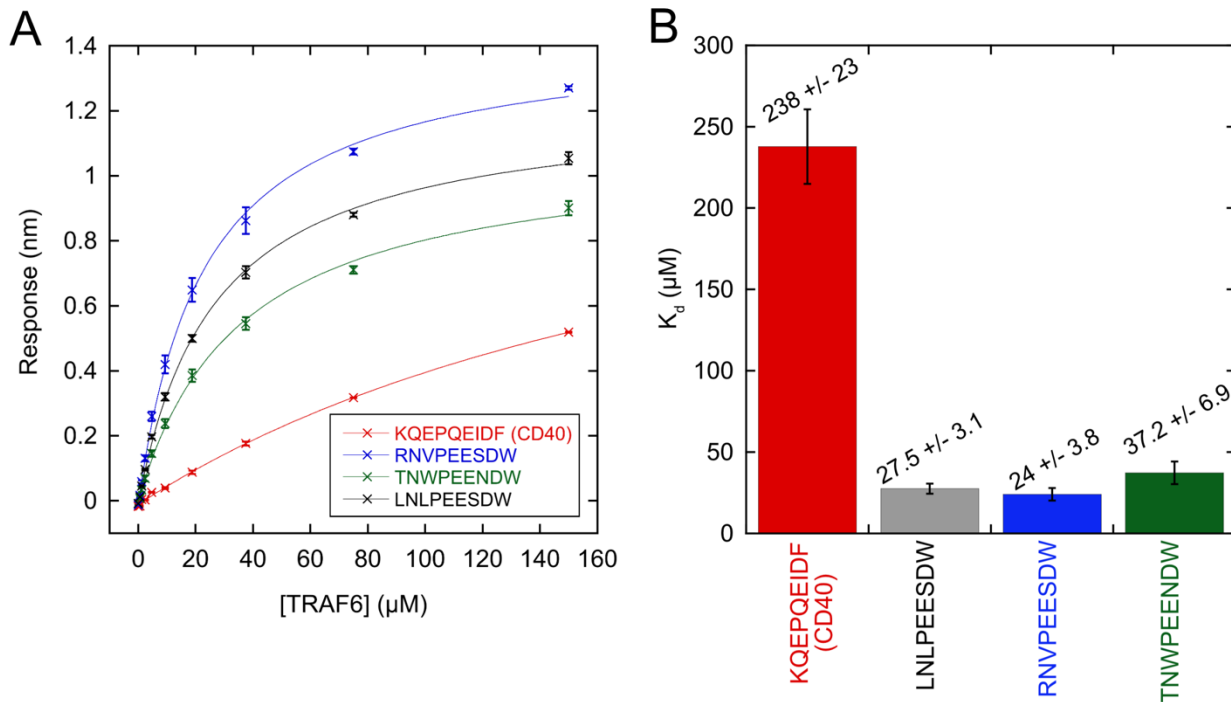 A
1.4
1.2
1
0.8
0.6
0.4
0.2
0
Response (nm)
0 20 40 60 80 100 120 140 160
[TRAF6] (µM)
KQEPQEIDF (CD40)
RNVPEESDW
TNWPEENDW
LNLPEESDW
B
300
250
200
150
100
50
0
K_d (µM)
238 +/- 23
27.5 +/- 3.1
24 +/- 3.8
37.2 +/- 6.9
KQEPQEIDF
(CD40)
LNLPEESDW
RNVPEESDW
TNWPEENDW